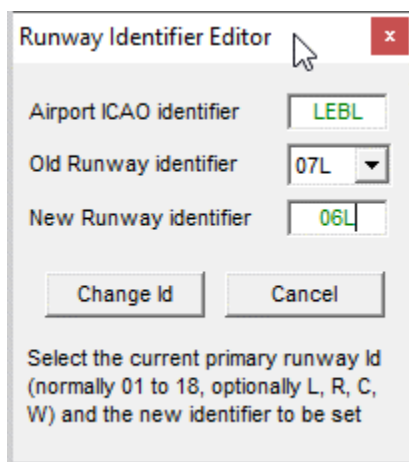 Runway Identifier Editor x
Airport ICAO identifier LEBL
Old Runway identifier 07L
New Runway identifier 06L
Change Id Cancel
Select the current primary runway Id
(normally 01 to 18, optionally L, R, C,
W) and the new identifier to be set